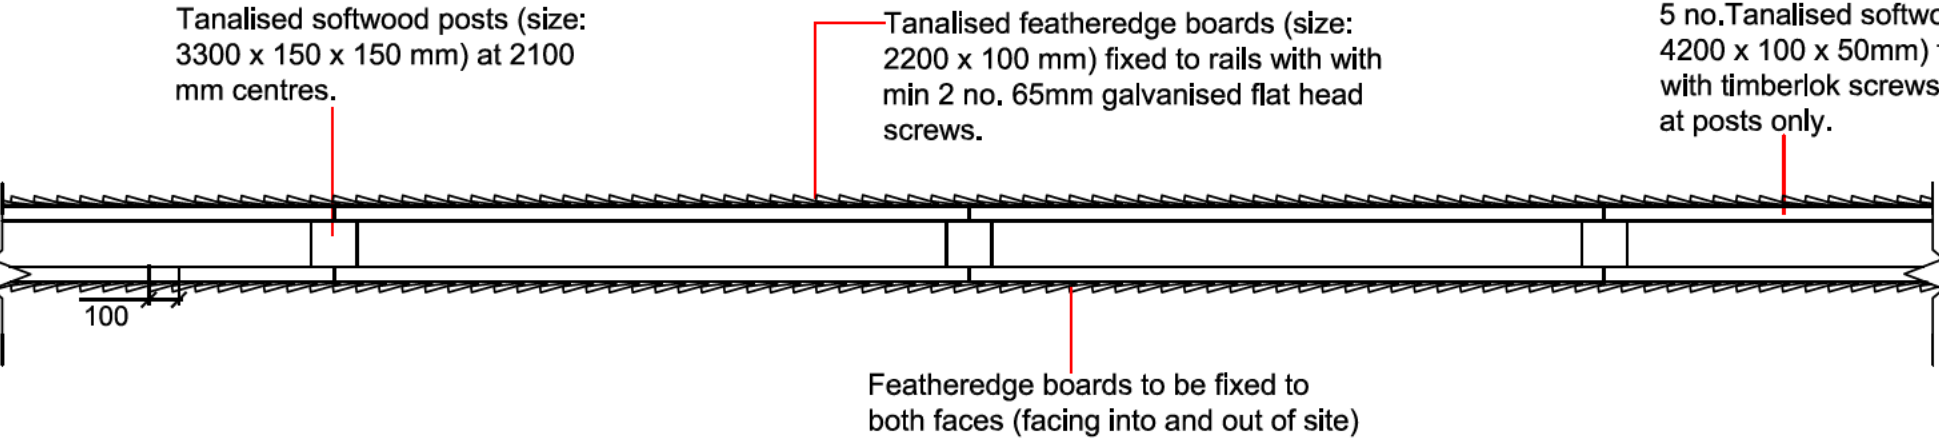 Tanalised softwood posts (size:
3300 x 150 x 150 mm) at 2100
mm centres.
Tanalised featheredge boards (size:
2200 x 100 mm) fixed to rails with with
min 2 no. 65mm galvanised flat head
screws.
5 no.Tanalised
4200 x 100 x 50mm)
with timberlok screws
at posts only.
100
Featheredge boards to be fixed to
both faces (facing into and out of site)